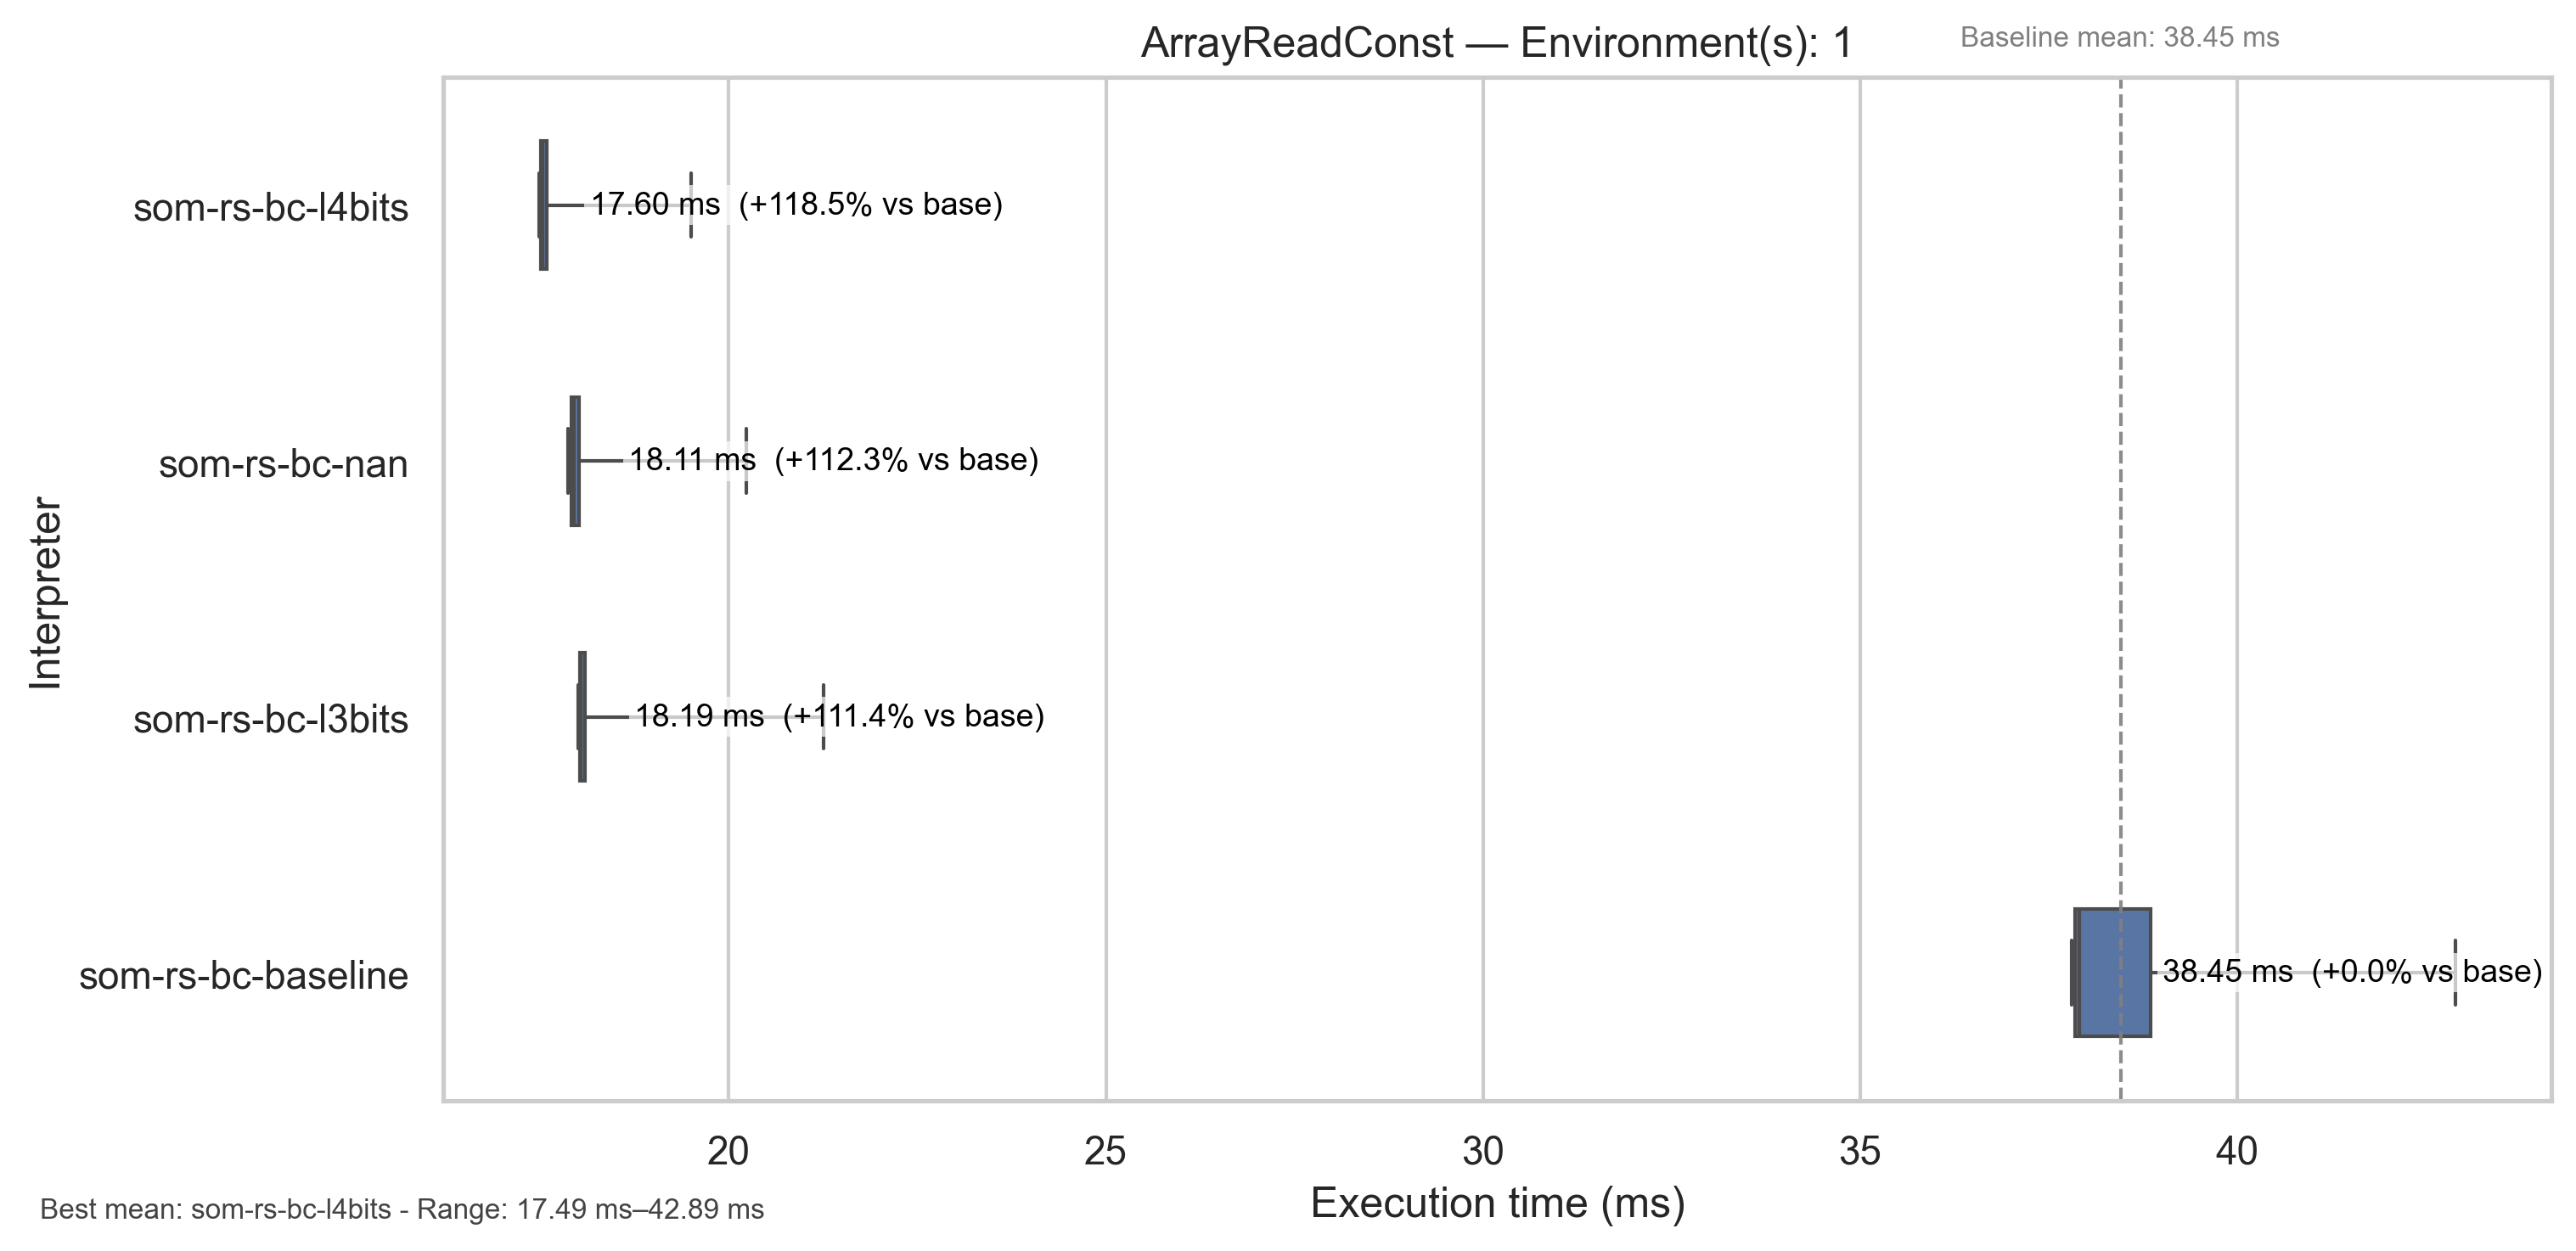 ArrayReadConst — Environment(s): 1
Baseline mean: 38.45 ms
Interpreter
som-rs-bc-l4bits
17.60 ms (+118.5% vs base)
som-rs-bc-nan
18.11 ms (+112.3% vs base)
som-rs-bc-l3bits
18.19 ms (+111.4% vs base)
som-rs-bc-baseline
38.45 ms (+0.0% vs base)
20 25 30 35 40
Execution time (ms)
Best mean: som-rs-bc-l4bits - Range: 17.49 ms–42.89 ms